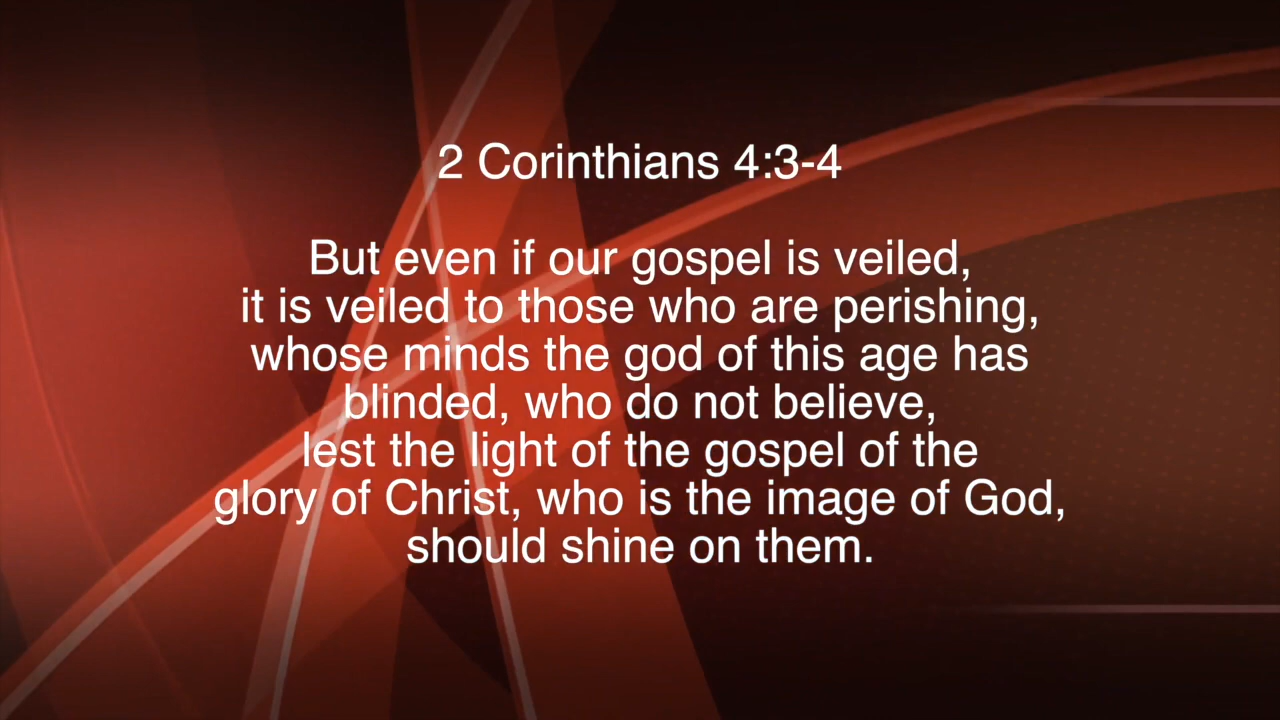 2 Corinthians 4:3-4
But even if our gospel is veiled,
it is veiled to those who are perishing,
whose minds the god of this age has
blinded, who do not believe,
lest the light of the gospel of the
glory of Christ, who is the image of God,
should shine on them.